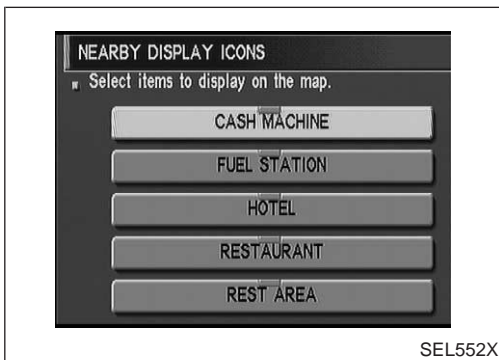 NEARBY DISPLAY ICONS
Select items to display on the map.
CASH MACHINE
FUEL STATION
HOTEL
RESTAURANT
REST AREA
SEL552X